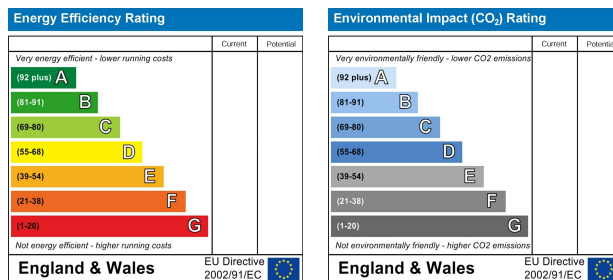 Energy Efficiency Rating
Current Potential
Very energy efficient - lower running costs
(92 plus) A
(81-91) B
(69-80) C
(55-68) D
(39-54) E
(21-38) F
(1-20) G
Not energy efficient - higher running costs
England & Wales
EU Directive
2002/91/EC
Environmental Impact (CO₂) Rating
Current Potential
Very environmentally friendly - lower CO2 emissions
(92 plus) A
(81-91) B
(69-80) C
(55-68) D
(39-54) E
(21-38) F
(1-20) G
Not environmentally friendly - higher CO2 emissions
England & Wales
EU Directive
2002/91/EC